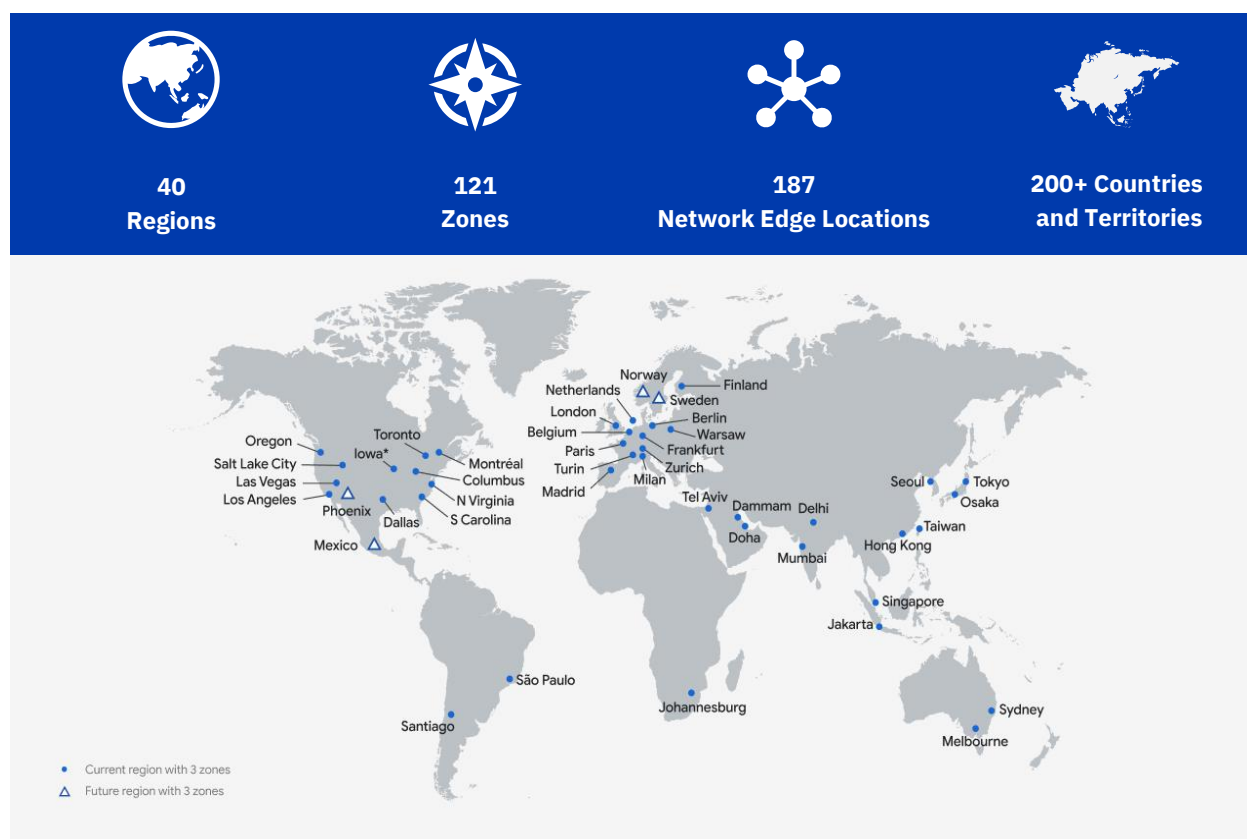 40
Regions
121
Zones
187
Network Edge Locations
200+ Countries
and Territories
Norway
Finland
Netherlands
Sweden
London
Berlin
Belgium
Warsaw
Paris
Frankfurt
Turin
Zurich
Madrid
Milan
Oregon
Toronto
Iowa*
Salt Lake City
Montréal
Las Vegas
Columbus
Los Angeles
N Virginia
Phoenix
S Carolina
Dallas
Mexico
Tel Aviv
Dammam
Delhi
Doha
Mumbai
Seoul
Tokyo
Osaka
Taiwan
Hong Kong
Singapore
Jakarta
São Paulo
Santiago
Johannesburg
Sydney
Melbourne
Current region with 3 zones
Future region with 3 zones